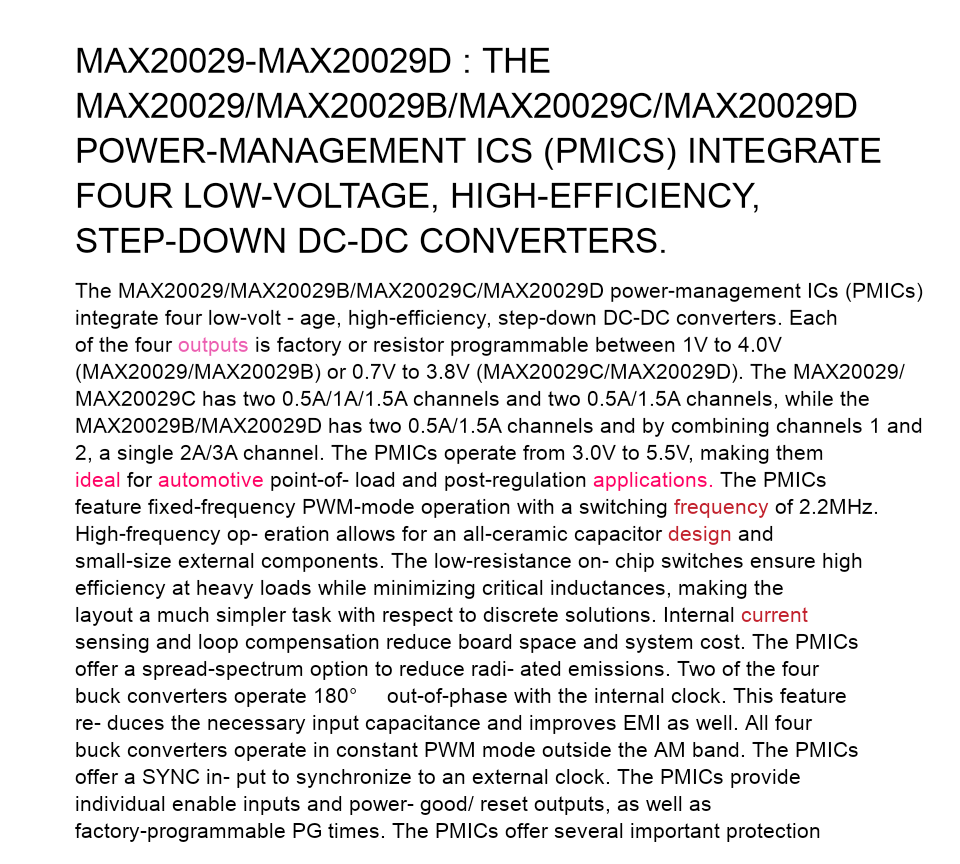 MAX20029-MAX20029D : THE
MAX20029/MAX20029B/MAX20029C/MAX20029D
POWER-MANAGEMENT ICS (PMICS) INTEGRATE
FOUR LOW-VOLTAGE, HIGH-EFFICIENCY,
STEP-DOWN DC-DC CONVERTERS.
The MAX20029/MAX20029B/MAX20029C/MAX20029D power-management ICs (PMICs)
integrate four low-volt - age, high-efficiency, step-down DC-DC converters. Each
of the four outputs is factory or resistor programmable between 1V to 4.0V
(MAX20029/MAX20029B) or 0.7V to 3.8V (MAX20029C/MAX20029D). The MAX20029/
MAX20029C has two 0.5A/1A/1.5A channels and two 0.5A/1.5A channels, while the
MAX20029B/MAX20029D has two 0.5A/1.5A channels and by combining channels 1 and
2, a single 2A/3A channel. The PMICs operate from 3.0V to 5.5V, making them
ideal for automotive point-of- load and post-regulation applications. The PMICs
feature fixed-frequency PWM-mode operation with a switching frequency of 2.2MHz.
High-frequency op- eration allows for an all-ceramic capacitor design and
small-size external components. The low-resistance on- chip switches ensure high
efficiency at heavy loads while minimizing critical inductances, making the
layout a much simpler task with respect to discrete solutions. Internal current
sensing and loop compensation reduce board space and system cost. The PMICs
offer a spread-spectrum option to reduce radi- ated emissions. Two of the four
buck converters operate 180° out-of-phase with the internal clock. This feature
re- duces the necessary input capacitance and improves EMI as well. All four
buck converters operate in constant PWM mode outside the AM band. The PMICs
offer a SYNC in- put to synchronize to an external clock. The PMICs provide
individual enable inputs and power- good/ reset outputs, as well as
factory-programmable PG times. The PMICs offer several important protection